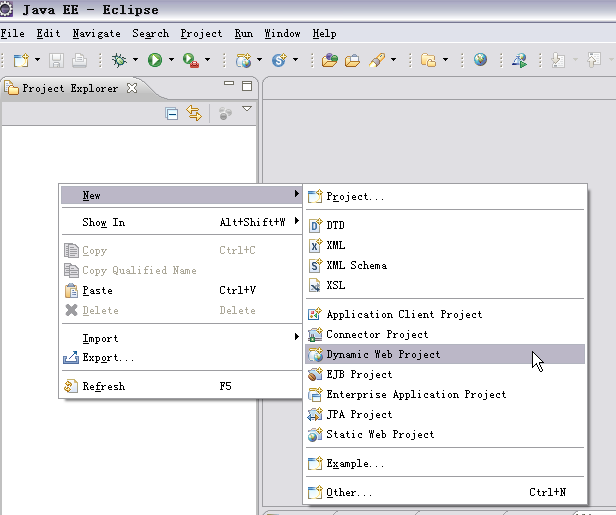 Java EE - Eclipse
File Edit Navigate Search Project Run Window Help
Project Explorer
New
Show In Alt+Shift+W
Copy Ctrl+C
Copy Qualified Name
Paste Ctrl+V
Delete Delete
Import
Export...
Refresh F5
Project...
DTD
XML
XML Schema
XSL
Application Client Project
Connector Project
Dynamic Web Project
EJB Project
Enterprise Application Project
JPA Project
Static Web Project
Example...
Other... Ctrl+N